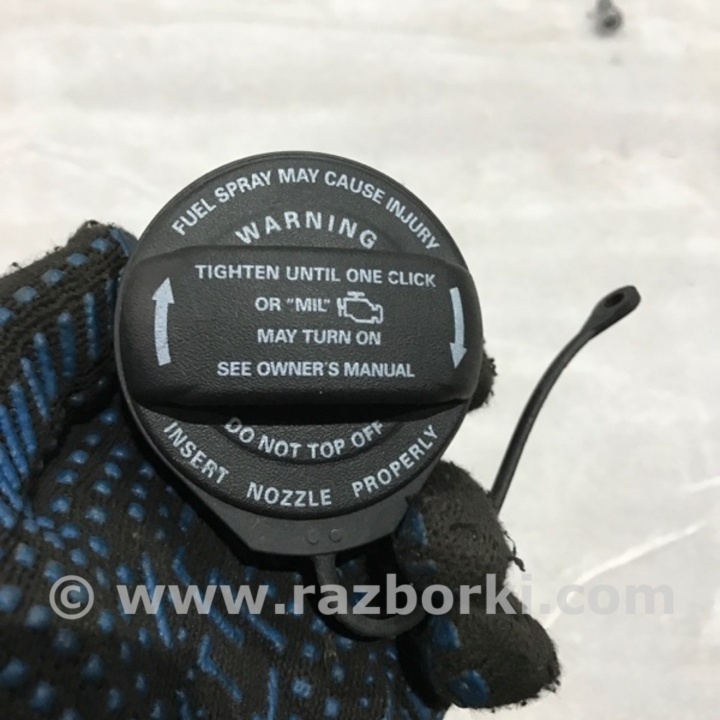 FUEL SPRAY MAY CAUSE INJURY
WARNING
TIGHTEN UNTIL ONE CLICK
OR "MIL"
MAY TURN ON
SEE OWNER'S MANUAL
DO NOT TOP OFF
INSERT NOZZLE PROPERLY
© www.razborki.com